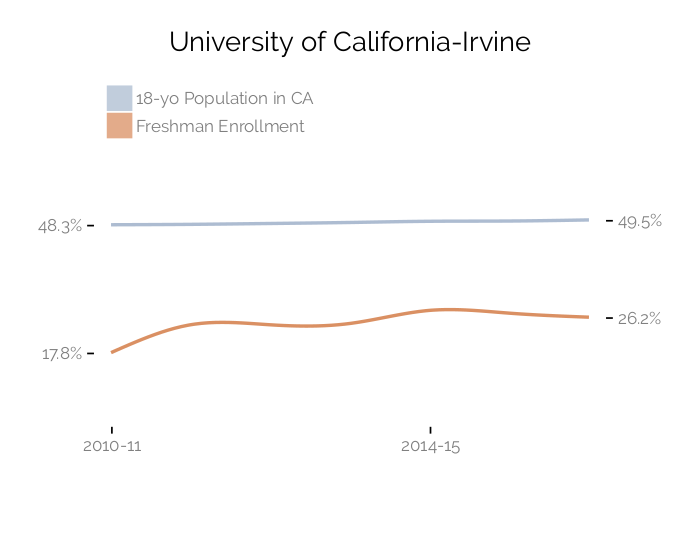 University of California-Irvine
18-yo Population in CA
Freshman Enrollment
48.3%
49.5%
26.2%
17.8%
2010-11
2014-15